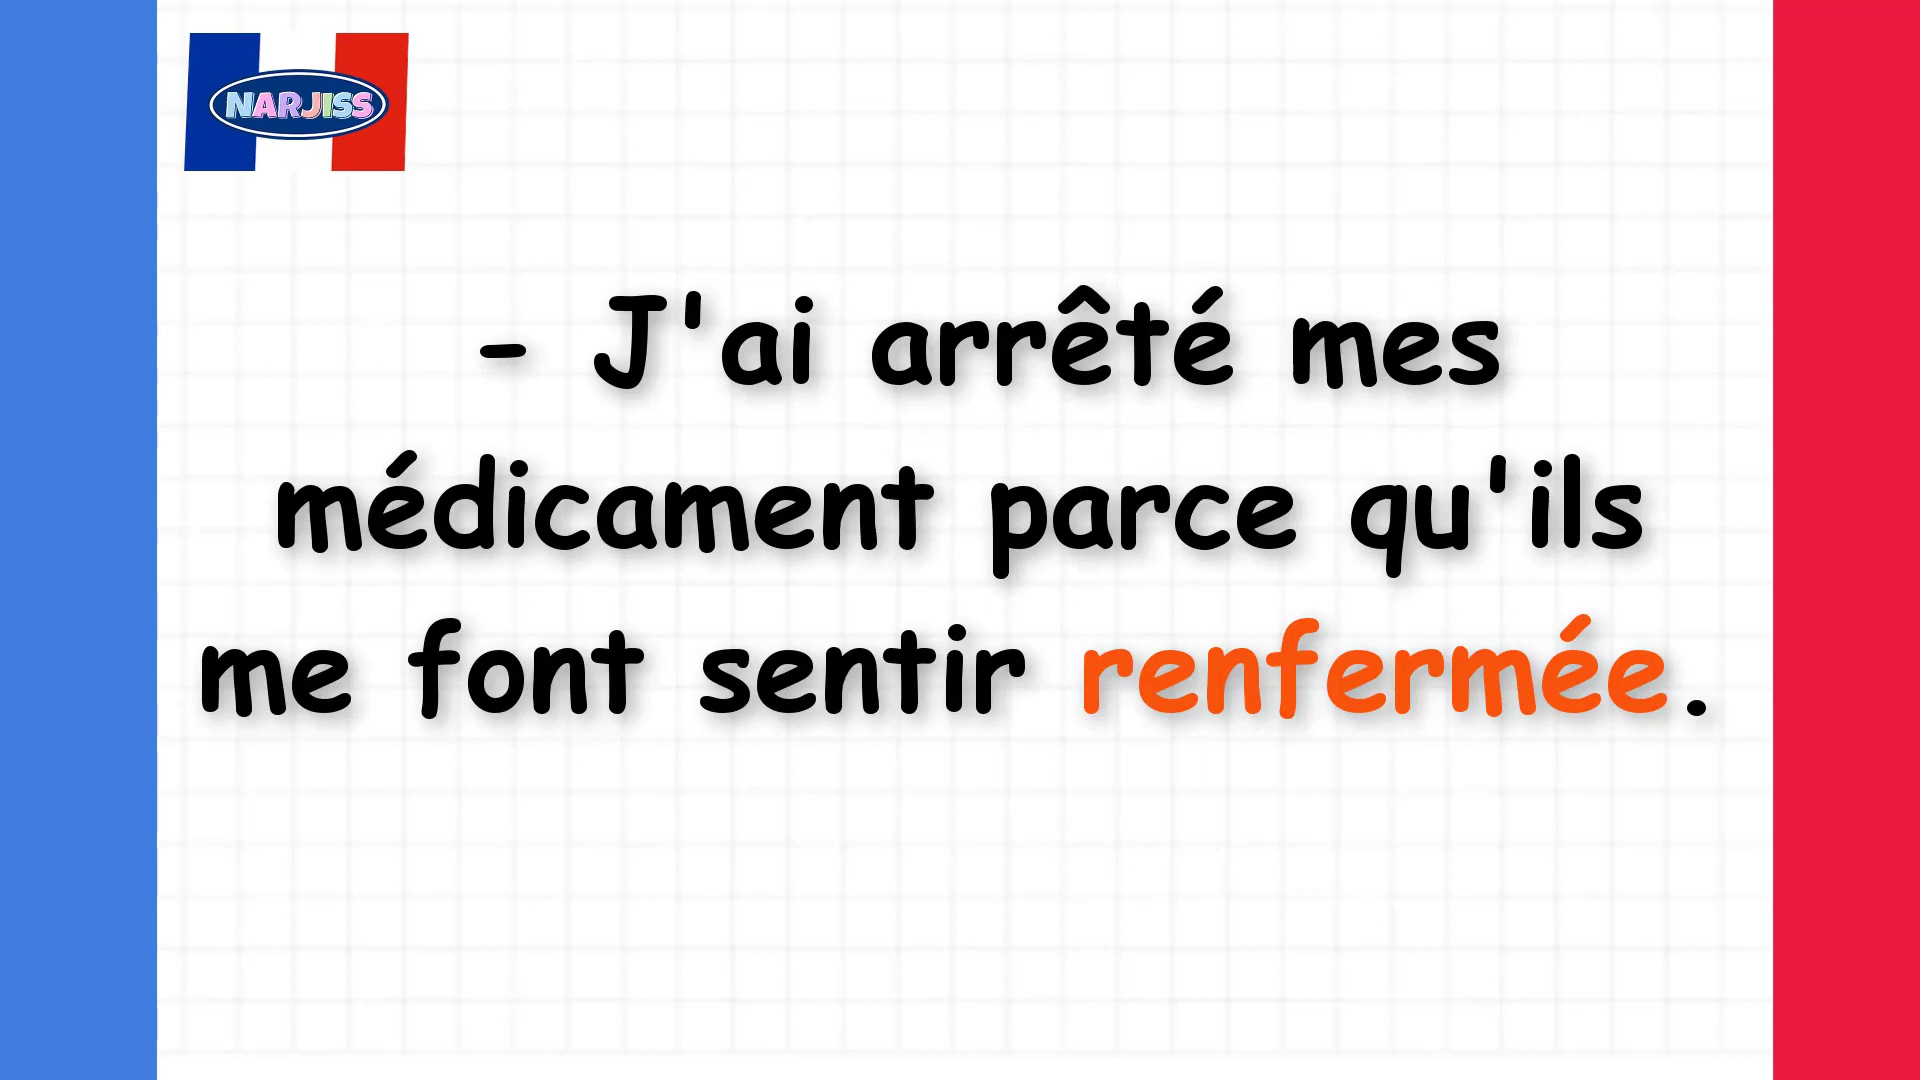 NARJISS
- J'ai arrêté mes
médicament parce qu'ils
me font sentir renfermée.